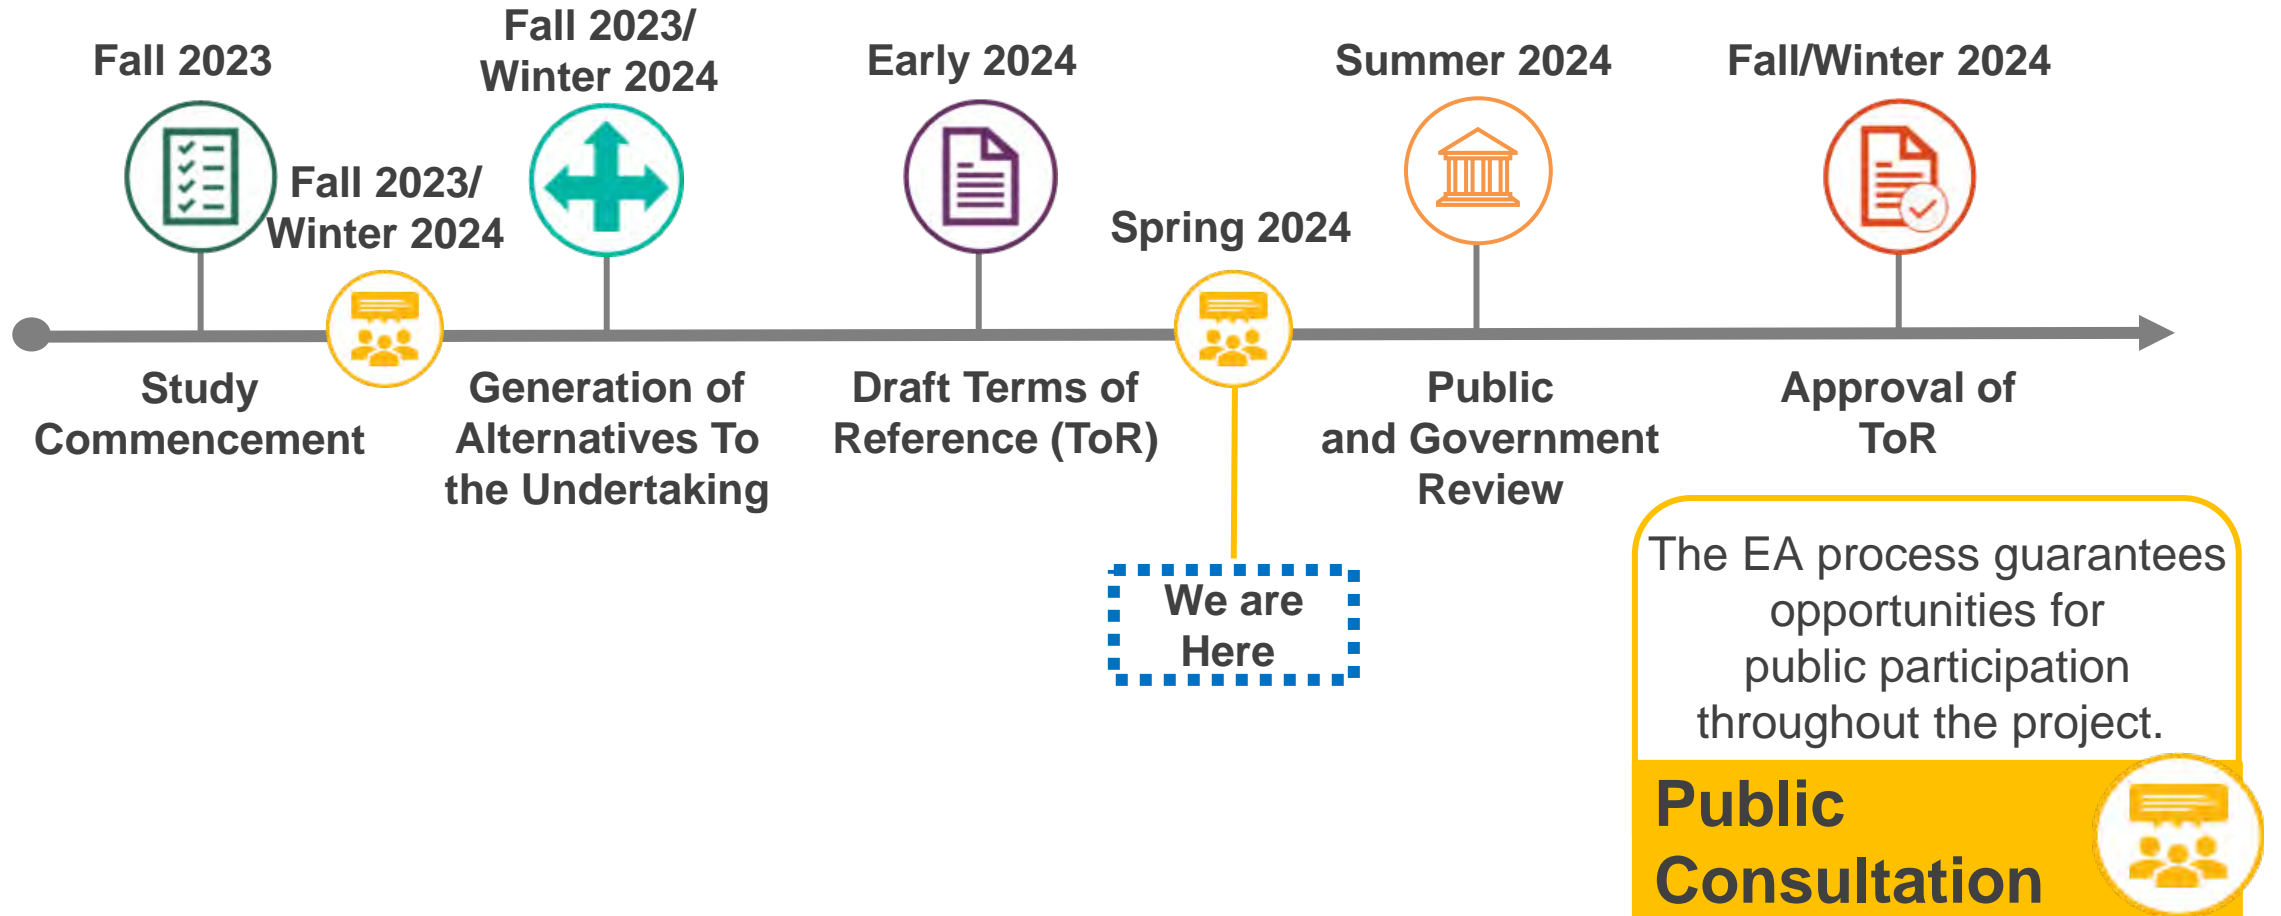 Fall 2023
Fall 2023/
Winter 2024
Fall 2023/
Winter 2024
Early 2024
Spring 2024
Summer 2024
Fall/Winter 2024
Study
Commencement
Generation of
Alternatives To
the Undertaking
Draft Terms of
Reference (ToR)
Public
and Government
Review
Approval of
ToR
We are
Here
The EA process guarantees
opportunities for
public participation
throughout the project.
Public
Consultation